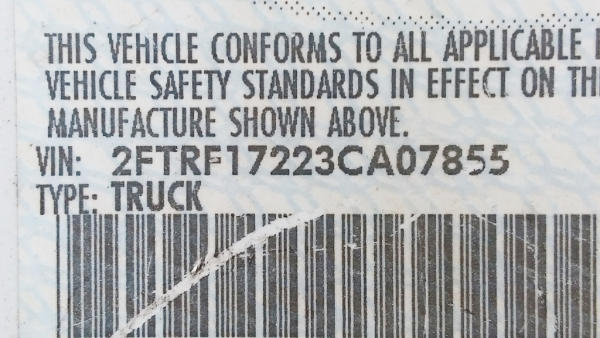 THIS VEHICLE CONFORMS TO ALL APPLICABLE
VEHICLE SAFETY STANDARDS IN EFFECT ON
MANUFACTURE SHOWN ABOVE.
VIN: 2FTRF17223CA07855
TYPE: TRUCK